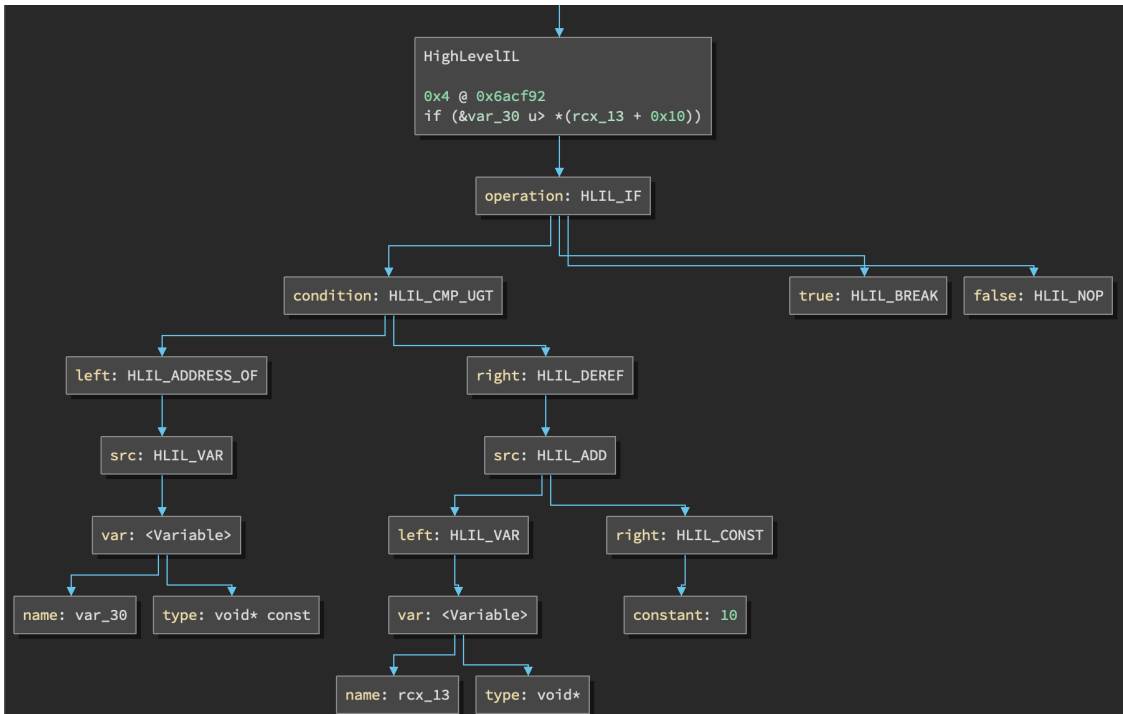 HighLevelIL
0x4 @ 0x6acf92
if (&var_30 u> *(rcx_13 + 0x10))
operation: HLIL_IF
condition: HLIL_CMP_UGT
true: HLIL_BREAK
false: HLIL_NOP
left: HLIL_ADDRESS_OF
right: HLIL_DEREF
src: HLIL_VAR
src: HLIL_ADD
var: <Variable>
left: HLIL_VAR
right: HLIL_CONST
name: var_30
type: void* const
var: <Variable>
constant: 10
name: rcx_13
type: void*